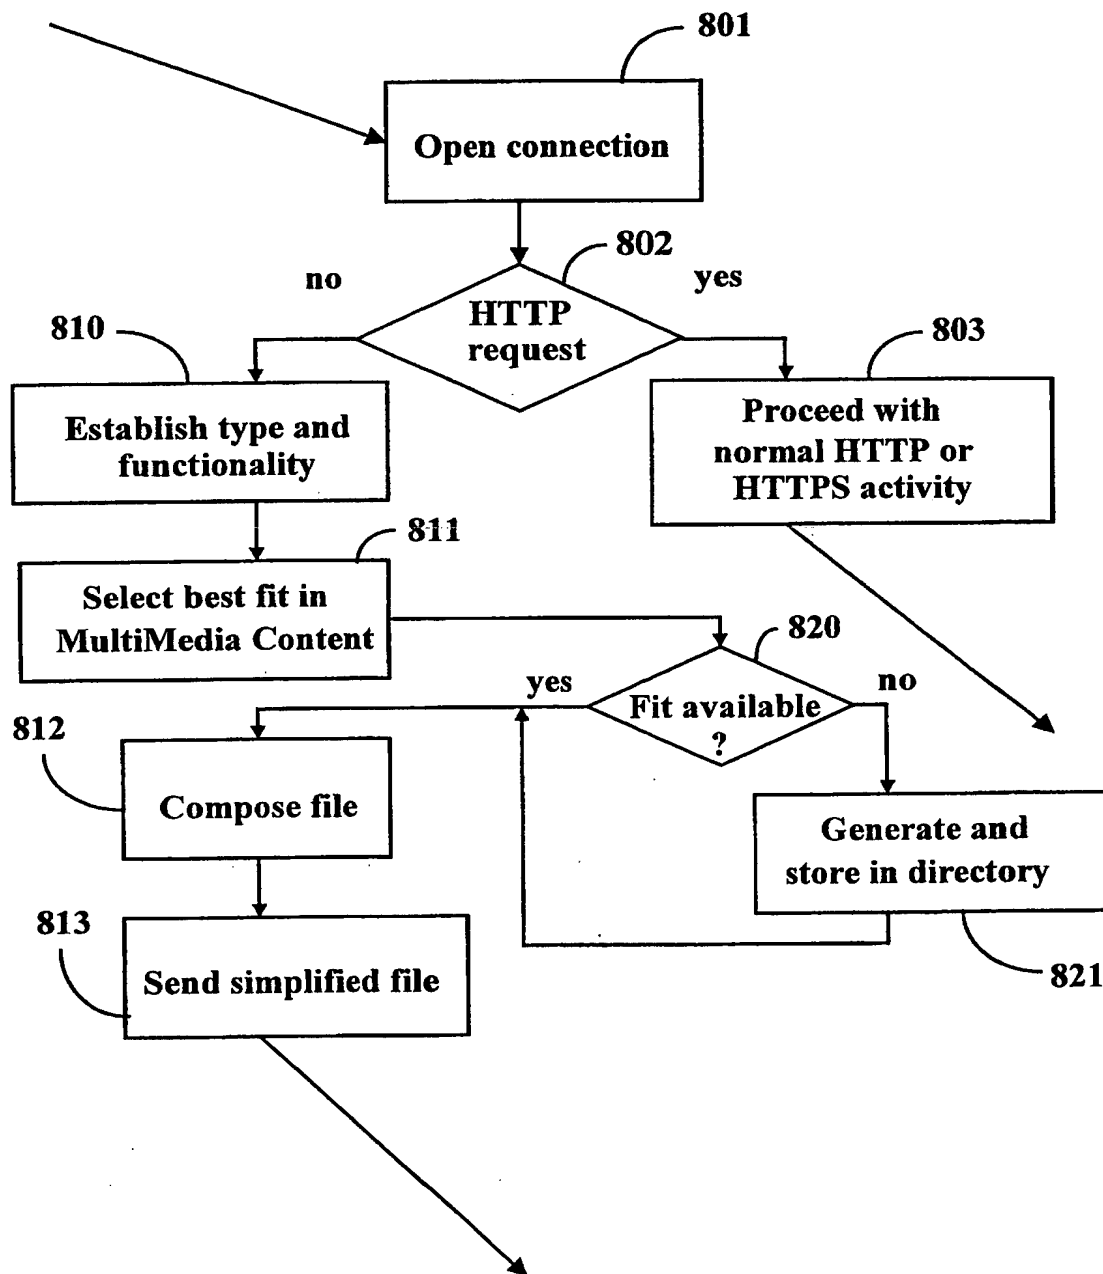 801
Open connection
802
no
yes
HTTP
request
810
803
Establish type and
functionality
Proceed with
normal HTTP or
HTTPS activity
811
Select best fit in
MultiMedia Content
820
yes
no
Fit available
?
812
Compose file
Generate and
store in directory
813
821
Send simplified file